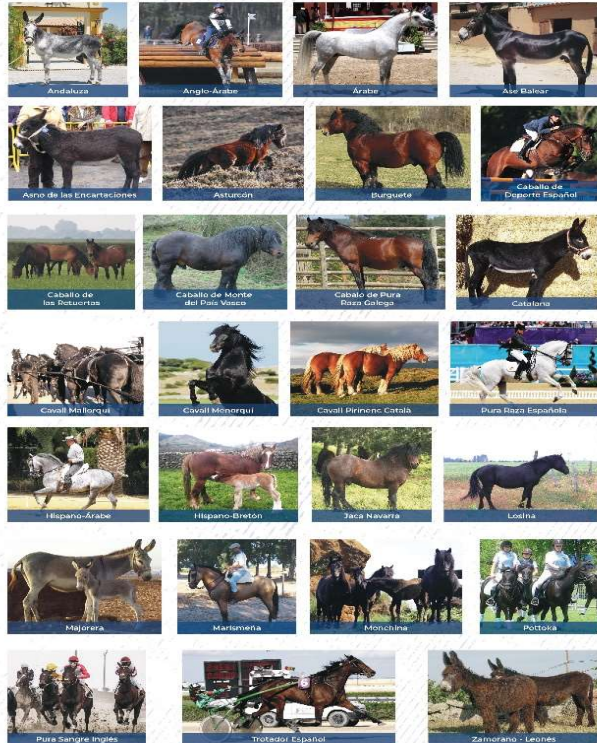 Andaluza
Anglo-Árabe
Árabe
Ase Balear
Asno de las Encartaciones
Asturcón
Burguete
Caballo de
Deporte Español
Caballo de
las Retuertas
Caballo de Monte
del País Vasco
Cabalo de Pura
Raza Galega
Catalana
Cavall Mallorquí
Cavall Menorquí
Cavall Pirinenc Català
Pura Raza Española
Hispano-Árabe
Hispano-Bretón
Jaca Navarra
Losina
Majorera
Marismeña
Monchina
Pottoka
Pura Sangre Inglés
Trotador Español
Zamorano - Leonés